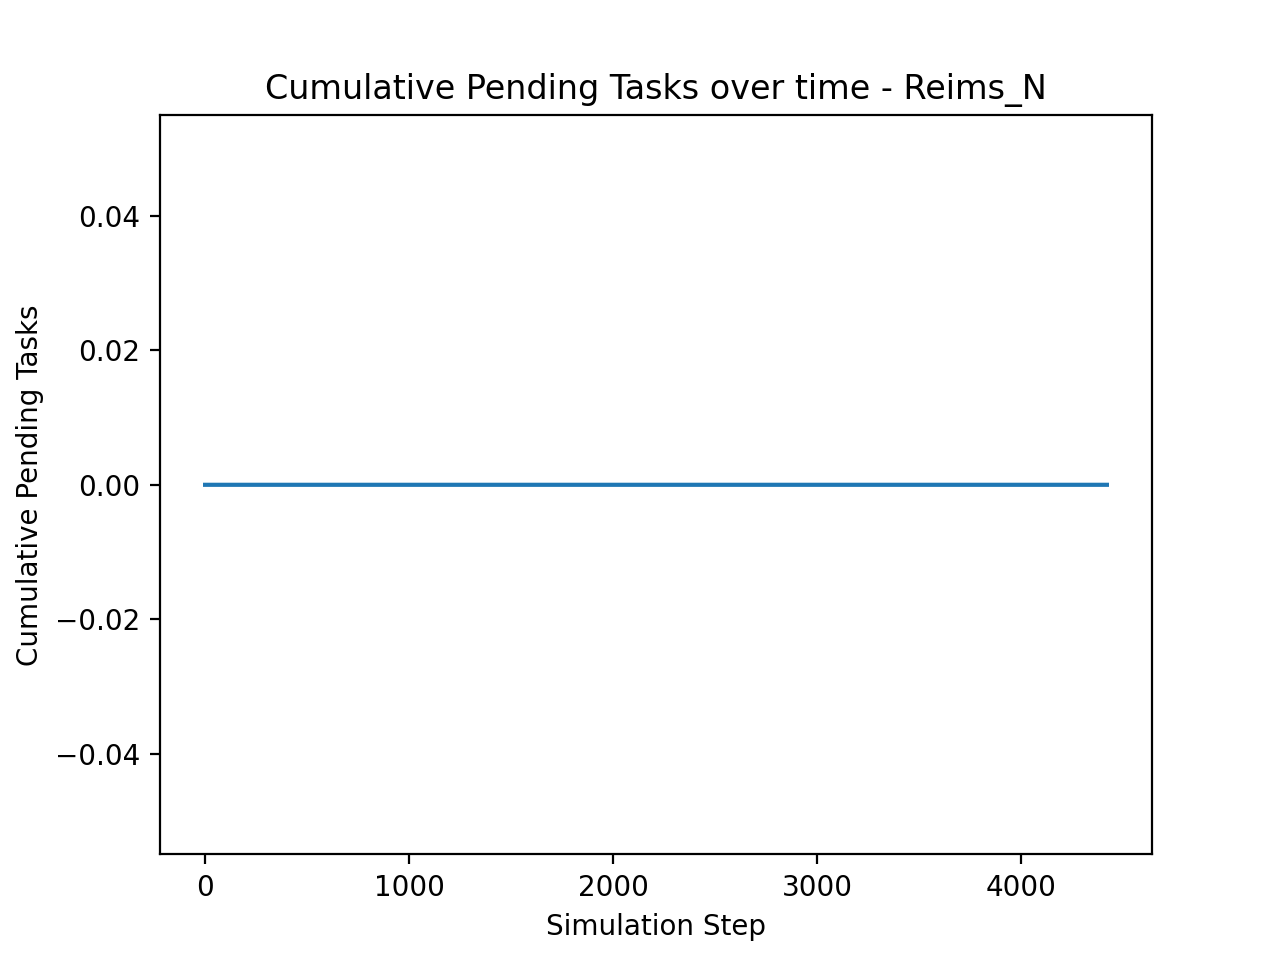 Cumulative Pending Tasks over time - Reims_N
Cumulative Pending Tasks
0.04
0.02
0.00
−0.02
−0.04
0 1000 2000 3000 4000
Simulation Step